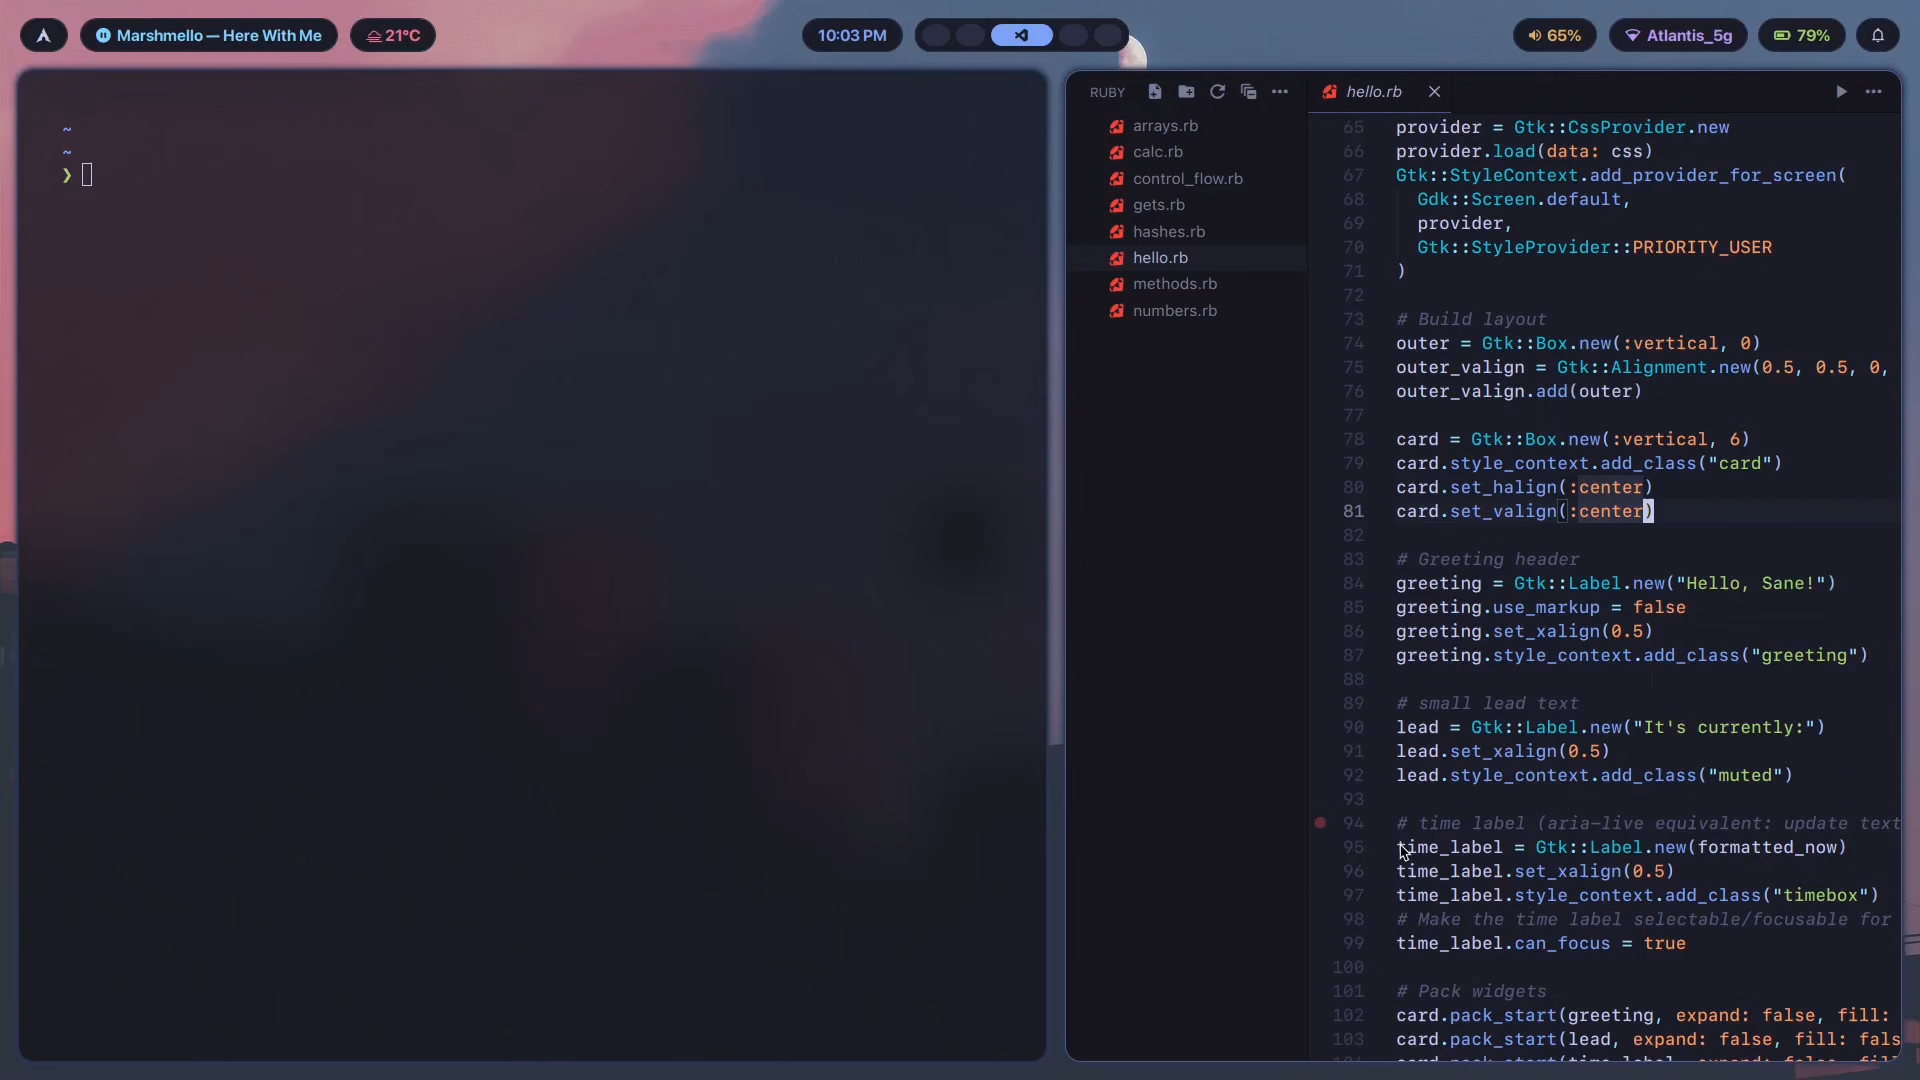 Marshmello — Here With Me
21°C
10:03 PM
65%
Atlantis_5g
79%
~
~
❯
RUBY
arrays.rb
calc.rb
control_flow.rb
gets.rb
hashes.rb
hello.rb
methods.rb
numbers.rb
hello.rb
65 provider = Gtk::CssProvider.new
66 provider.load(data: css)
67 Gtk::StyleContext.add_provider_for_screen(
68 Gdk::Screen.default,
69 provider,
70 Gtk::StyleProvider::PRIORITY_USER
71 )
72
73 # Build layout
74 outer = Gtk::Box.new(:vertical, 0)
75 outer_valign = Gtk::Alignment.new(0.5, 0.5, 0,
76 outer_valign.add(outer)
77
78 card = Gtk::Box.new(:vertical, 6)
79 card.style_context.add_class("card")
80 card.set_halign(:center)
81 card.set_valign(:center)
82
83 # Greeting header
84 greeting = Gtk::Label.new("Hello, Sane!")
85 greeting.use_markup = false
86 greeting.set_xalign(0.5)
87 greeting.style_context.add_class("greeting")
88
89 # small lead text
90 lead = Gtk::Label.new("It's currently:")
91 lead.set_xalign(0.5)
92 lead.style_context.add_class("muted")
93
94 # time label (aria-live equivalent: update text
95 time_label = Gtk::Label.new(formatted_now)
96 time_label.set_xalign(0.5)
97 time_label.style_context.add_class("timebox")
98 # Make the time label selectable/focusable for
99 time_label.can_focus = true
100
101 # Pack widgets
102 card.pack_start(greeting, expand: false, fill:
103 card.pack_start(lead, expand: false, fill: fals